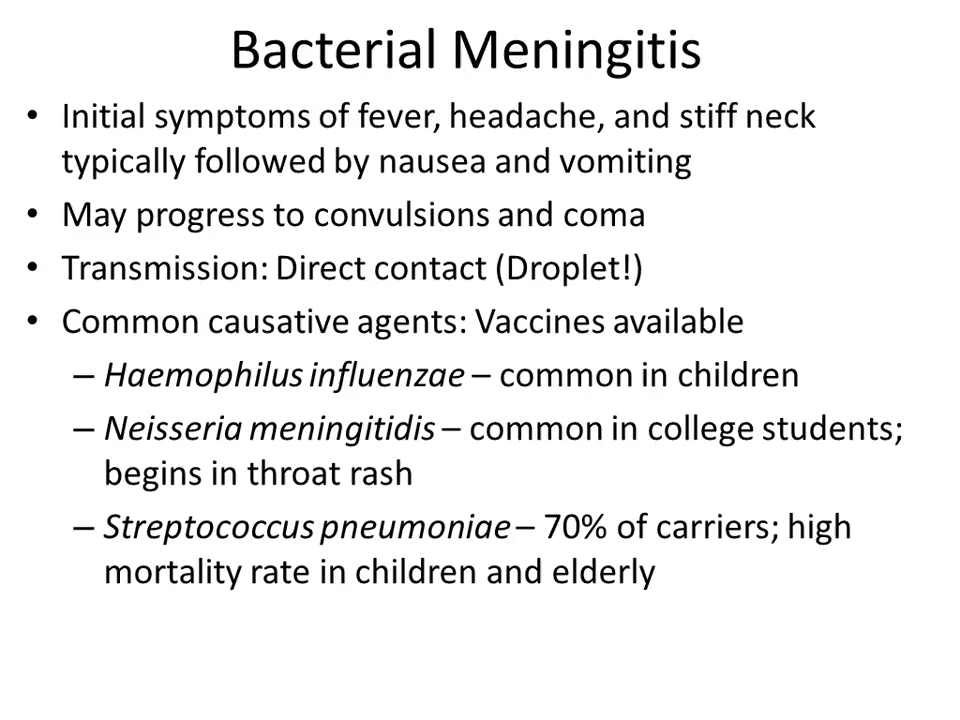 Bacterial Meningitis
• Initial symptoms of fever, headache, and stiff neck
typically followed by nausea and vomiting
• May progress to convulsions and coma
• Transmission: Direct contact (Droplet!)
• Common causative agents: Vaccines available
– Haemophilus influenzae – common in children
– Neisseria meningitidis – common in college students;
begins in throat rash
– Streptococcus pneumoniae – 70% of carriers; high
mortality rate in children and elderly